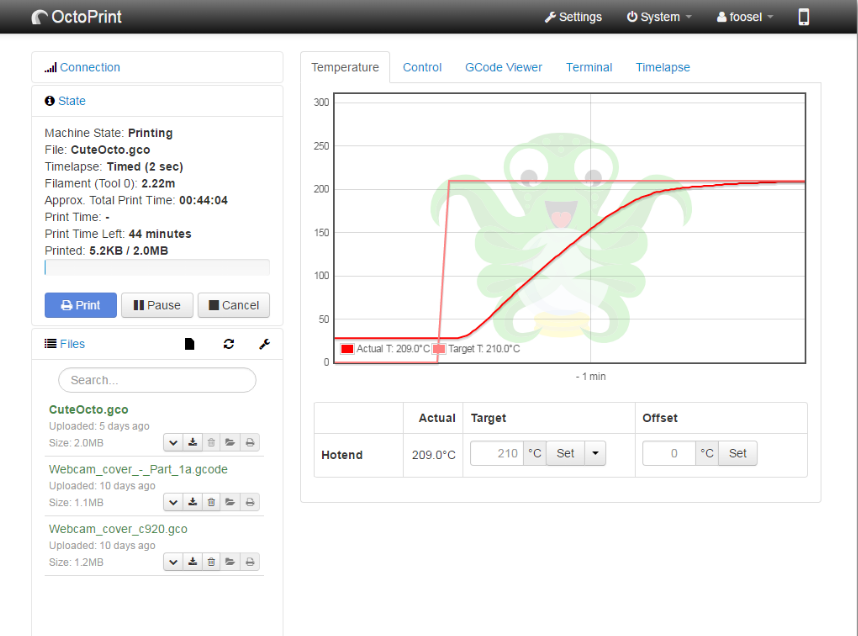 OctoPrint
Settings System foosel
Connection
State
Machine State: Printing
File: CuteOcto.gco
Timelapse: Timed (2 sec)
Filament (Tool 0): 2.22m
Approx. Total Print Time: 00:44:04
Print Time: -
Print Time Left: 44 minutes
Printed: 5.2KB / 2.0MB
Print Pause Cancel
Files
Search...
CuteOcto.gco
Uploaded: 5 days ago
Size: 2.0MB
Webcam_cover_-_Part_1a.gcode
Uploaded: 10 days ago
Size: 1.1MB
Webcam_cover_c920.gco
Uploaded: 10 days ago
Size: 1.2MB
Temperature Control GCode Viewer Terminal Timelapse
300
250
200
150
100
50
0
Actual T: 209.0°C Target T: 210.0°C
- 1 min
Actual Target Offset
Hotend 209.0°C 210 °C Set 0 °C Set